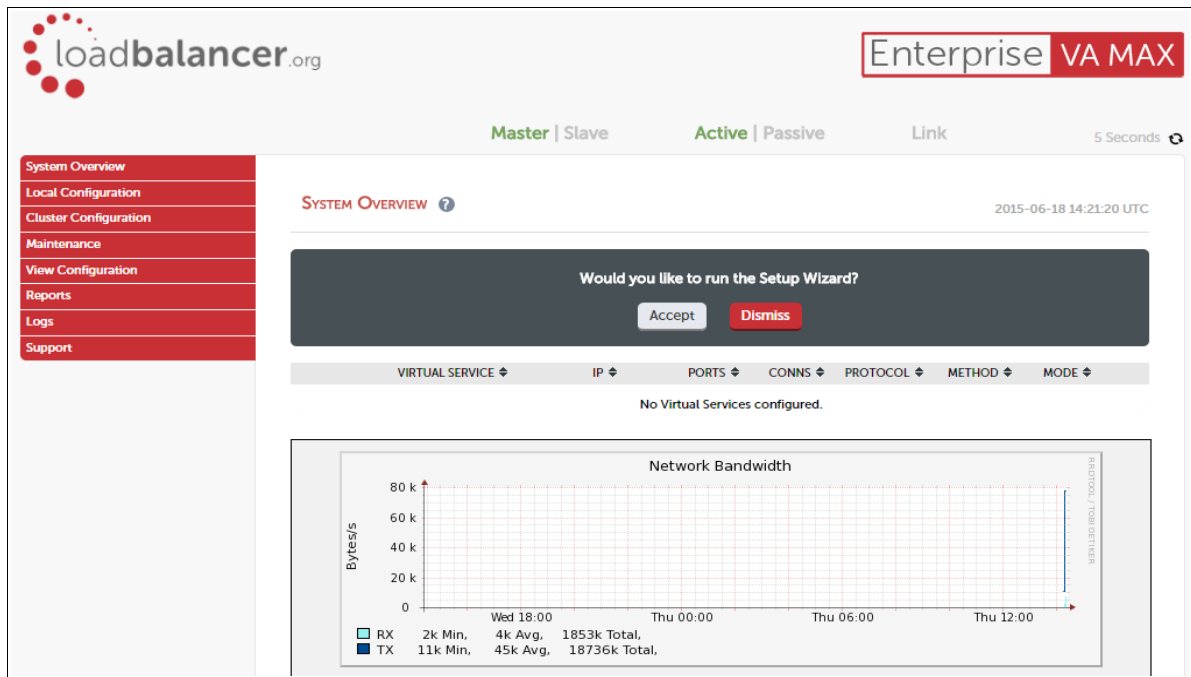 loadbalancer.org
Enterprise VA MAX
Master | Slave Active | Passive Link 5 Seconds
System Overview
Local Configuration
Cluster Configuration
Maintenance
View Configuration
Reports
Logs
Support
SYSTEM OVERVIEW ?
2015-06-18 14:21:20 UTC
Would you like to run the Setup Wizard?
Accept Dismiss
VIRTUAL SERVICE IP PORTS CONNS PROTOCOL METHOD MODE
No Virtual Services configured.
Network Bandwidth
RRDTOOL / TOBI OETIKER
Bytes/s
80 k
60 k
40 k
20 k
0
Wed 18:00 Thu 00:00 Thu 06:00 Thu 12:00
RX 2k Min, 4k Avg, 1853k Total,
TX 11k Min, 45k Avg, 18736k Total,